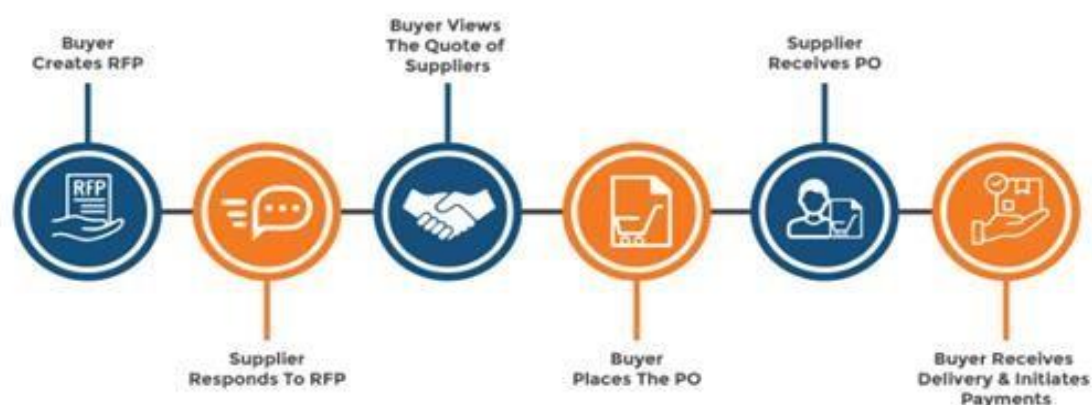 Buyer
Creates RFP
RFP
Supplier
Responds To RFP
Buyer Views
The Quote of
Suppliers
Buyer
Places The PO
Supplier
Receives PO
Buyer Receives
Delivery & Initiates
Payments